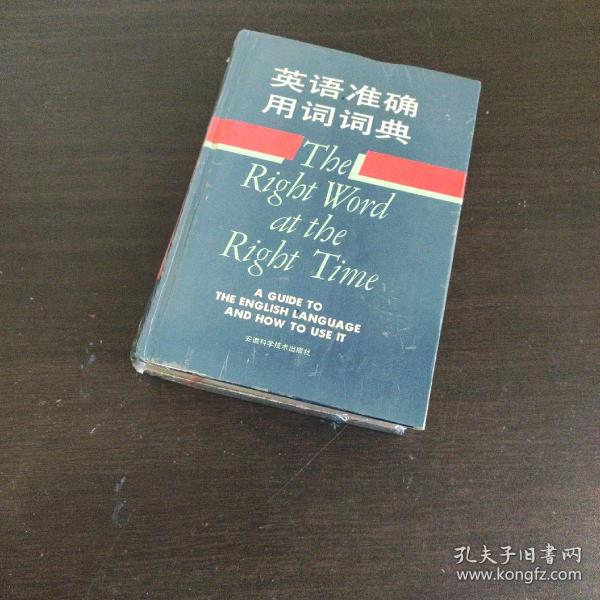 英语准确
用词词典
The
Right Word
at the
Right Time
A GUIDE TO
THE ENGLISH LANGUAGE
AND HOW TO USE IT
安徽科学技术出版社
孔夫子旧书网
www.kongfz.com